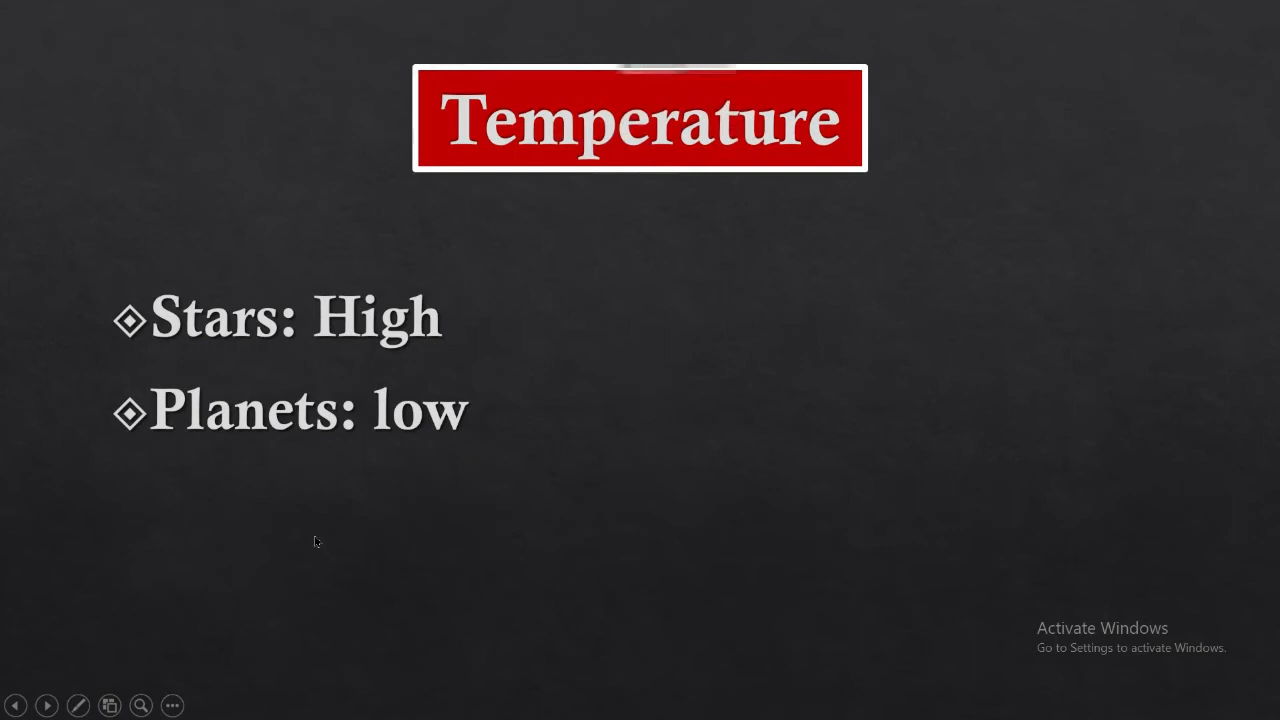 Temperature
Stars: High
Planets: low
Activate Windows
Go to Settings to activate Windows.